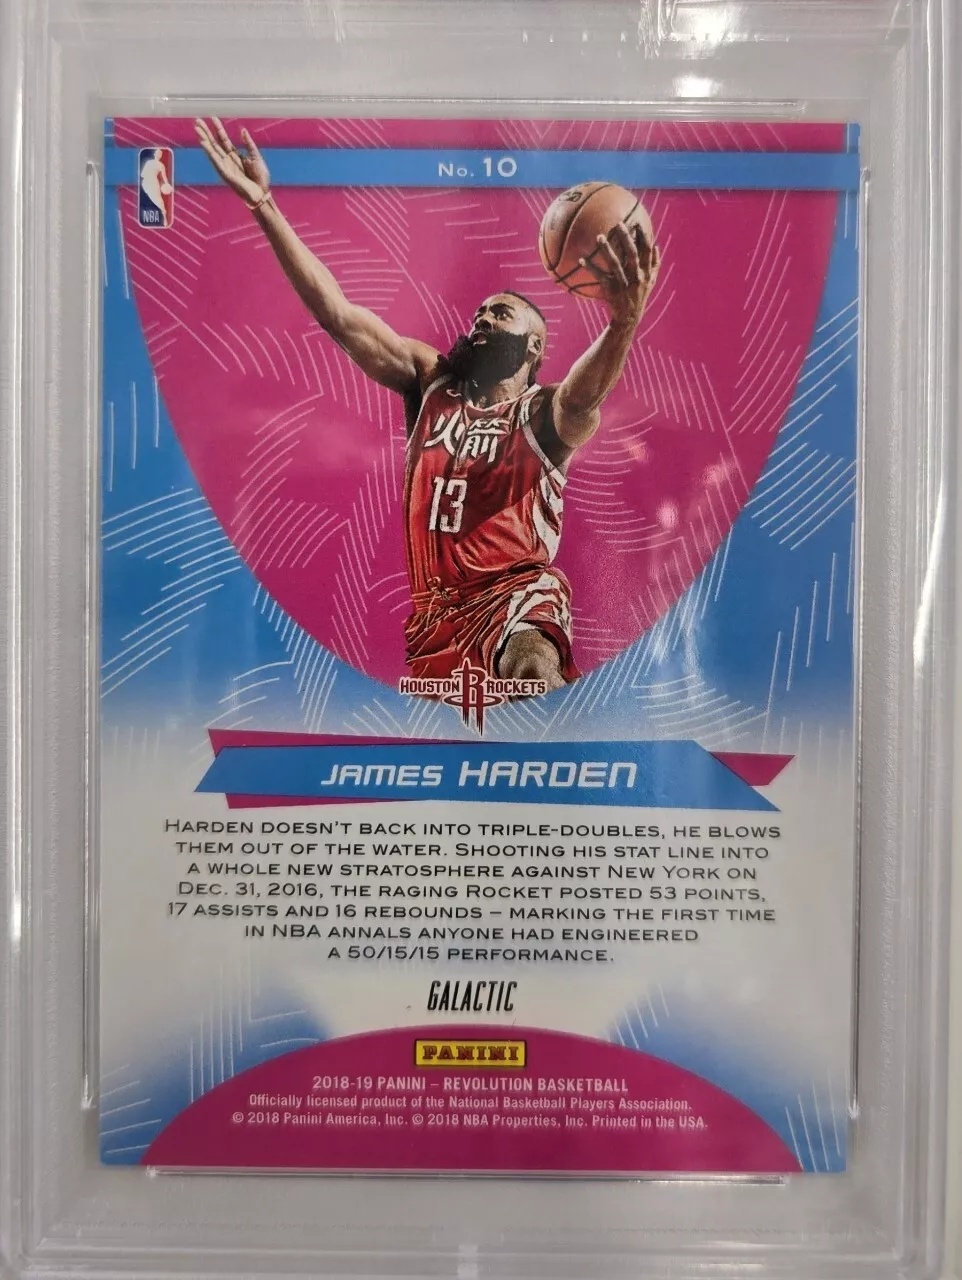 No. 10
NBA
火箭
13
HOUSTON R ROCKETS
JAMES HARDEN
HARDEN DOESN'T BACK INTO TRIPLE-DOUBLES, HE BLOWS
THEM OUT OF THE WATER. SHOOTING HIS STAT LINE INTO
A WHOLE NEW STRATOSPHERE AGAINST NEW YORK ON
DEC. 31, 2016, THE RAGING ROCKET POSTED 53 POINTS,
17 ASSISTS AND 16 REBOUNDS – MARKING THE FIRST TIME
IN NBA ANNALS ANYONE HAD ENGINEERED
A 50/15/15 PERFORMANCE.
GALACTIC
PANINI
2018-19 PANINI – REVOLUTION BASKETBALL
Officially licensed product of the National Basketball Players Association.
© 2018 Panini America, Inc. © 2018 NBA Properties, Inc. Printed in the USA.